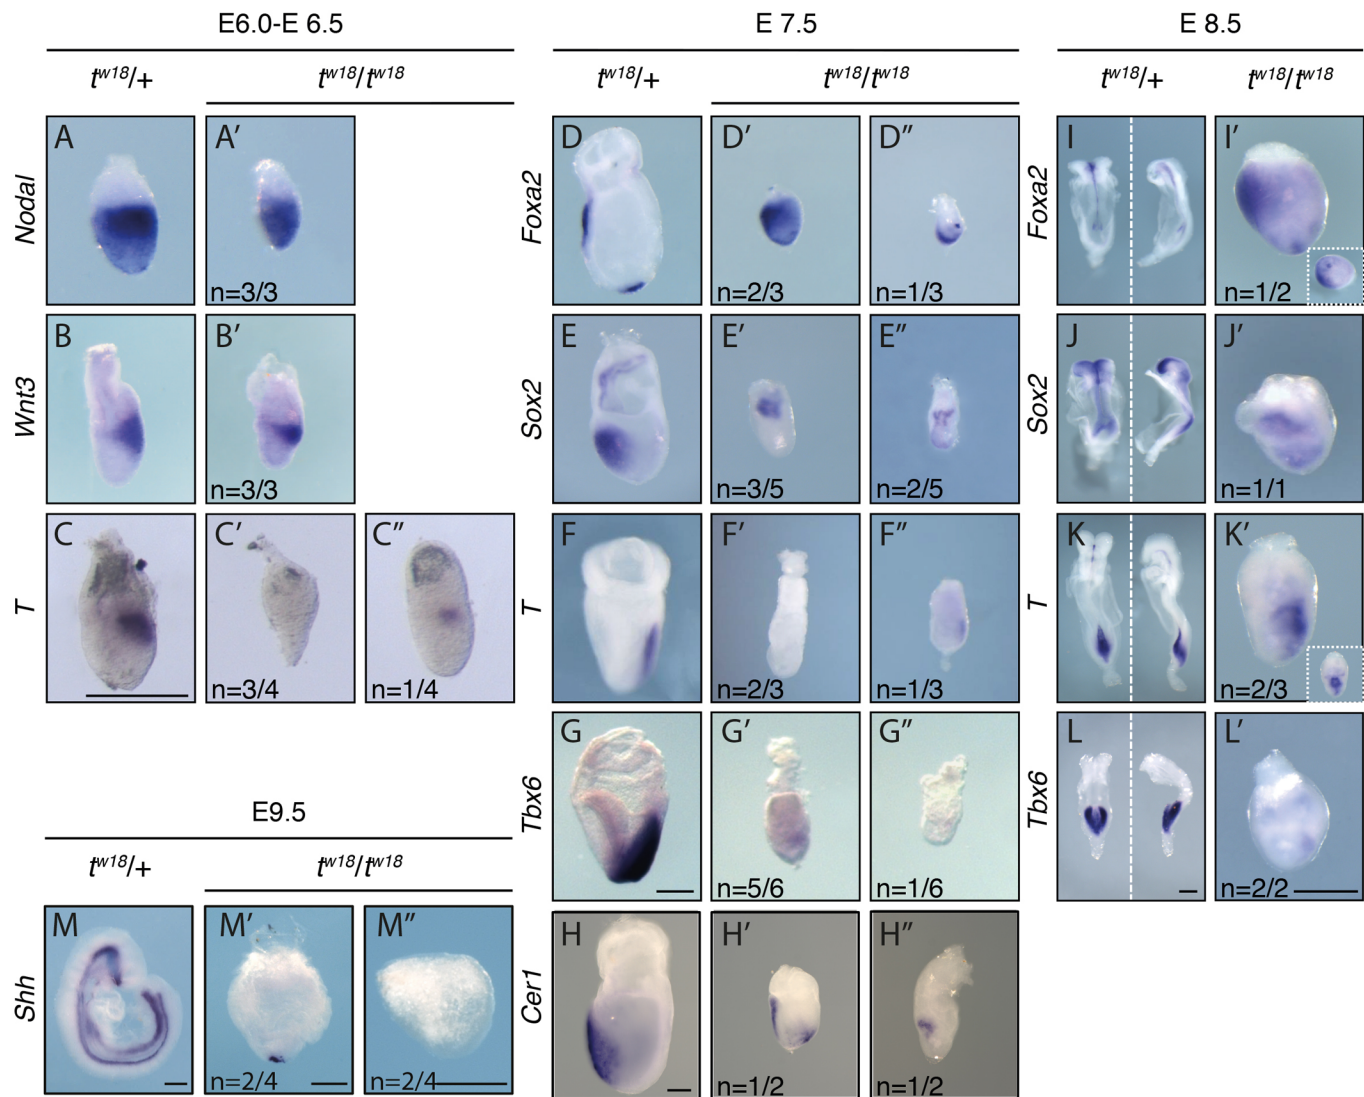 E6.0-E 6.5
E 7.5
E 8.5
tw18/+
tw18/tw18
tw18/+
tw18/tw18
tw18/+
tw18/tw18
Nodal
A
A′
n=3/3
Foxa2
D
D′
n=2/3
D″
n=1/3
Foxa2
I
I′
n=1/2
Wnt3
B
B′
n=3/3
Sox2
E
E′
n=3/5
E″
n=2/5
Sox2
J
J′
n=1/1
T
C
C′
n=3/4
C″
n=1/4
T
F
F′
n=2/3
F″
n=1/3
T
K
K′
n=2/3
Tbx6
G
G′
n=5/6
G″
n=1/6
Tbx6
L
L′
n=2/2
E9.5
tw18/+
tw18/tw18
Shh
M
M′
n=2/4
M″
n=2/4
Cer1
H
H′
n=1/2
H″
n=1/2